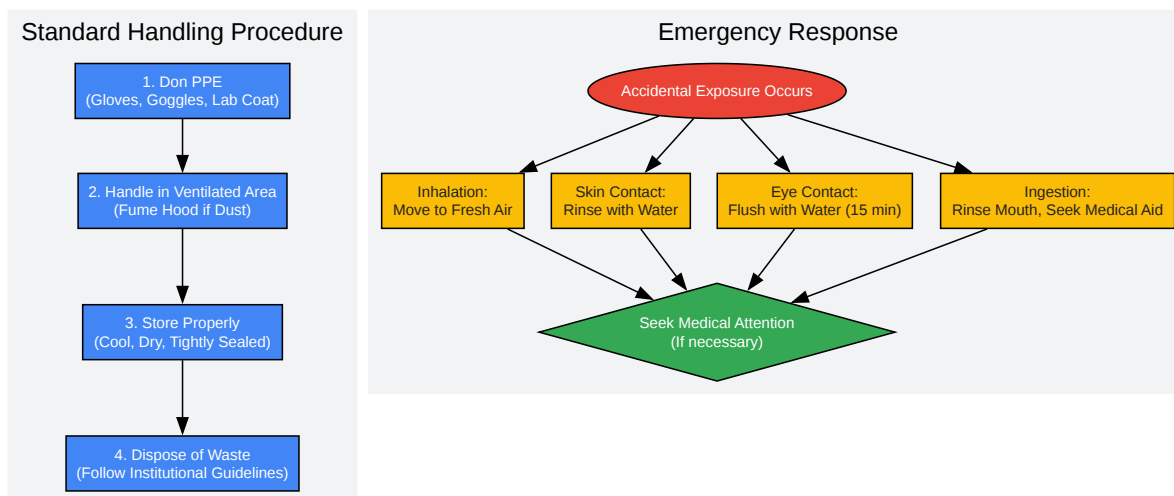 Standard Handling Procedure
1. Don PPE
(Gloves, Goggles, Lab Coat)
2. Handle in Ventilated Area
(Fume Hood if Dust)
3. Store Properly
(Cool, Dry, Tightly Sealed)
4. Dispose of Waste
(Follow Institutional Guidelines)
Emergency Response
Accidental Exposure Occurs
Inhalation:
Move to Fresh Air
Skin Contact:
Rinse with Water
Eye Contact:
Flush with Water (15 min)
Ingestion:
Rinse Mouth, Seek Medical Aid
Seek Medical Attention
(If necessary)